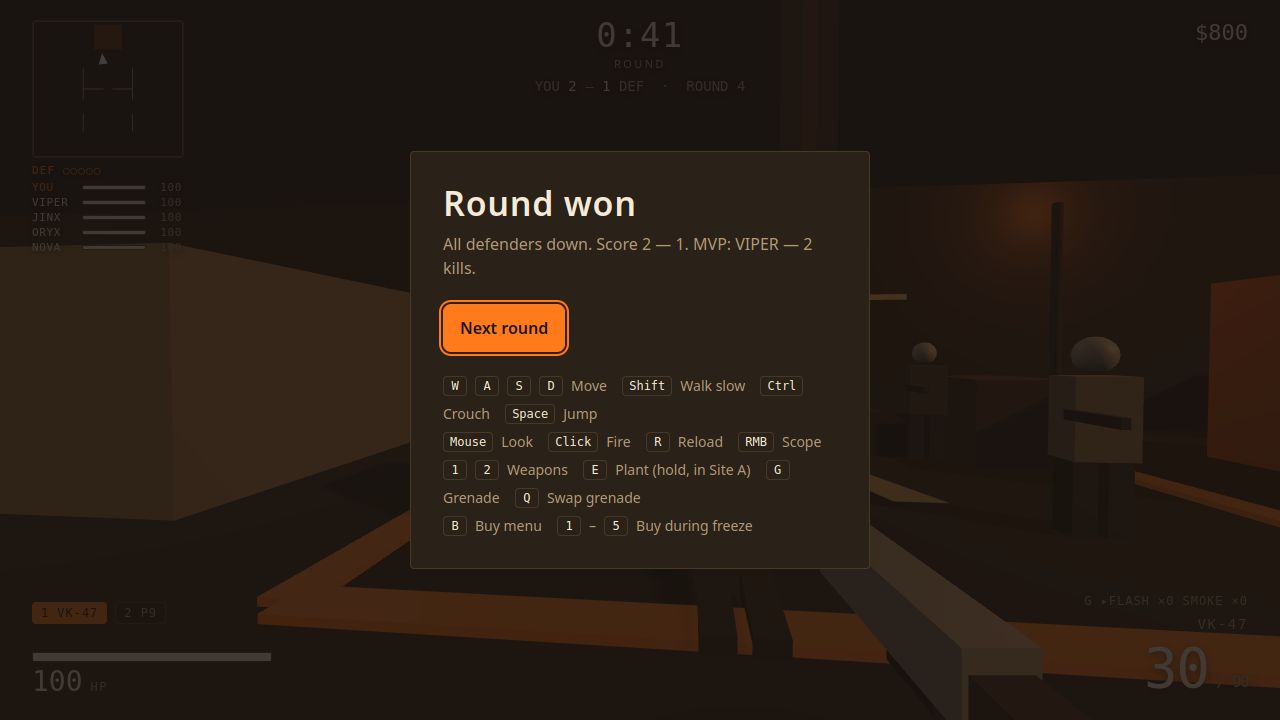 0:41
ROUND
YOU 2 — 1 DEF · ROUND 4
$800
DEF ○○○○○
YOU 100
VIPER 100
JINX 100
ORYX 100
NOVA 100
Round won
All defenders down. Score 2 — 1. MVP: VIPER — 2
kills.
Next round
W A S D Move Shift Walk slow Ctrl
Crouch Space Jump
Mouse Look Click Fire R Reload RMB Scope
1 2 Weapons E Plant (hold, in Site A) G
Grenade Q Swap grenade
B Buy menu 1 – 5 Buy during freeze
1 VK-47 2 P9
100 HP
G ▸FLASH ×0 SMOKE ×0
VK-47
30 / 90